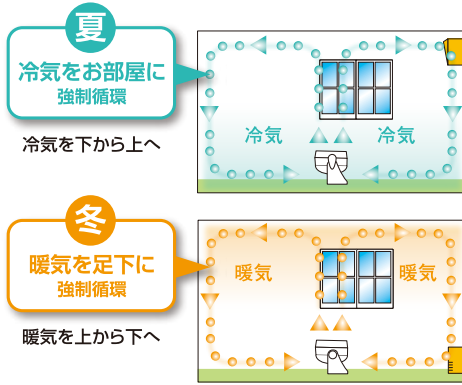 夏
冷気をお部屋に
強制循環
冷気を下から上へ
冷気
冷気
冬
暖気を足下に
強制循環
暖気を上から下へ
暖気
暖気